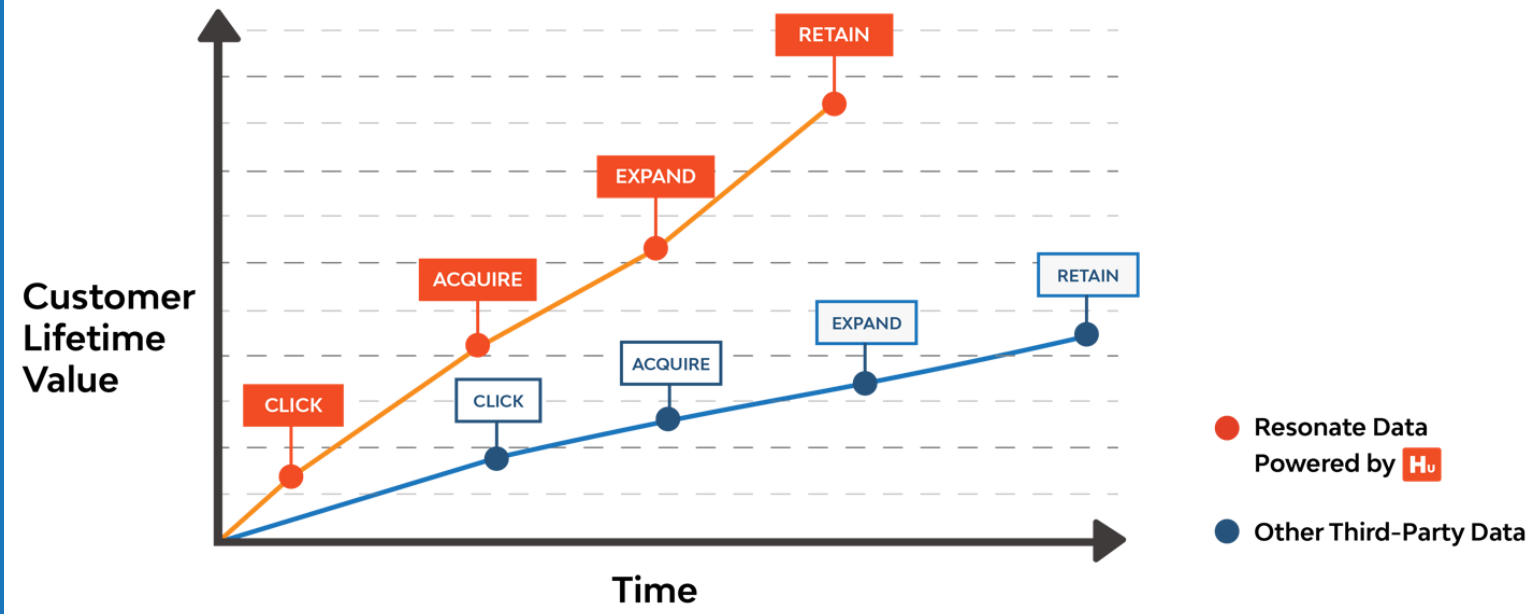 RETAIN
EXPAND
ACQUIRE
CLICK
RETAIN
EXPAND
ACQUIRE
CLICK
Customer
Lifetime
Value
Time
Resonate Data
Powered by Hu
Other Third-Party Data